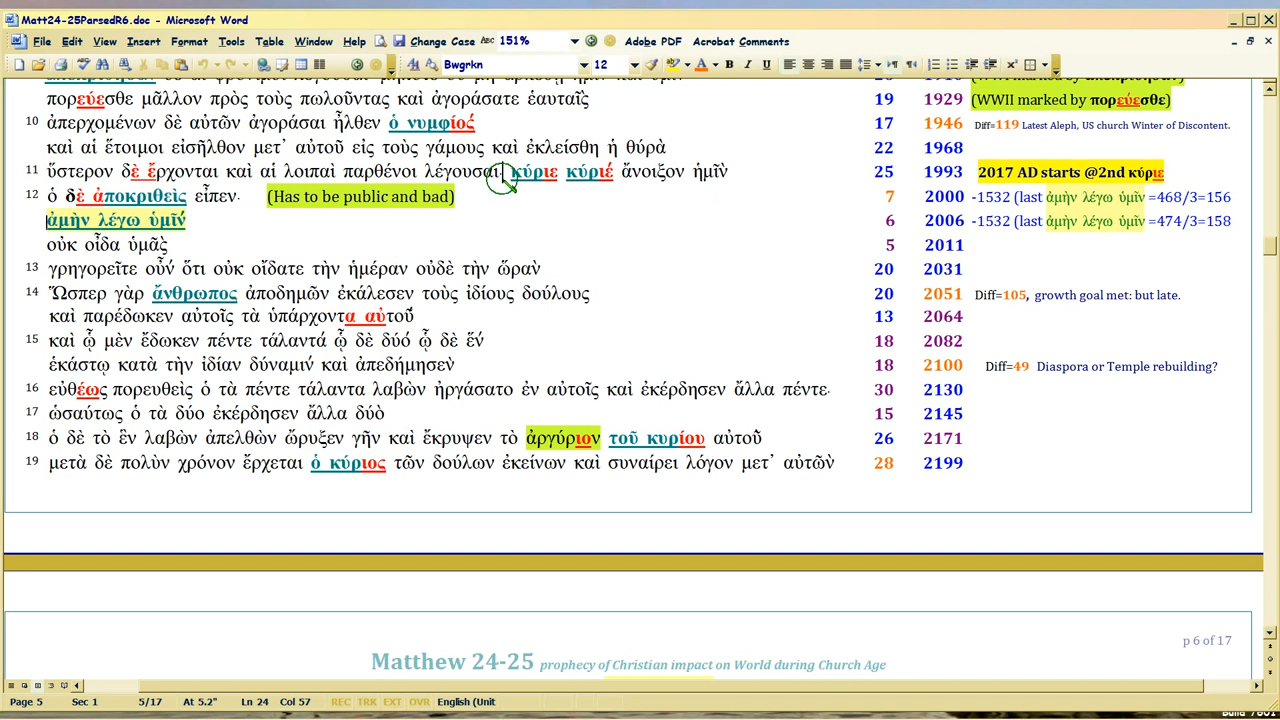 Matt24-25ParsedR6.doc - Microsoft Word
File Edit View Insert Format Tools Table Window Help Change Case ABC 151% Adobe PDF Acrobat Comments
Bwgrkn 12 B I U
πορεύεσθε μᾶλλον πρὸς τοὺς πωλοῦντας καὶ ἀγοράσατε ἑαυταῖς 19 1929 (WWII marked by πορεύεσθε)
10 ἀπερχομένων δὲ αὐτῶν ἀγοράσαι ἦλθεν ὁ νυμφίος 17 1946 Diff=119 Latest Aleph, US church Winter of Discontent.
καὶ αἱ ἕτοιμοι εἰσῆλθον μετ᾽ αὐτοῦ εἰς τοὺς γάμους καὶ ἐκλείσθη ἡ θύρὰ 22 1968
11 ὕστερον δὲ ἔρχονται καὶ αἱ λοιπαὶ παρθένοι λέγουσαι· κύριε κύριέ ἄνοιξον ἡμῖν 25 1993 2017 AD starts @2nd κύριε
12 ὁ δὲ ἀποκριθεὶς εἶπεν· (Has to be public and bad) 7 2000 -1532 (last ἀμὴν λέγω ὑμῖν =468/3=156
ἀμὴν λέγω ὑμῖν 6 2006 -1532 (last ἀμὴν λέγω ὑμῖν =474/3=158
οὐκ οἶδα ὑμᾶς 5 2011
13 γρηγορεῖτε οὖν ὅτι οὐκ οἴδατε τὴν ἡμέραν οὐδὲ τὴν ὥραν 20 2031
14 Ὥσπερ γὰρ ἄνθρωπος ἀποδημῶν ἐκάλεσεν τοὺς ἰδίους δούλους 20 2051 Diff=105, growth goal met: but late.
καὶ παρέδωκεν αὐτοῖς τὰ ὑπάρχοντα αὐτοῦ 13 2064
15 καὶ ᾧ μὲν ἔδωκεν πέντε τάλαντά ᾧ δὲ δύό ᾧ δὲ ἕν 18 2082
ἑκάστῳ κατὰ τὴν ἰδίαν δύναμιν καὶ ἀπεδήμησεν 18 2100 Diff=49 Diaspora or Temple rebuilding?
16 εὐθέως πορευθεὶς ὁ τὰ πέντε τάλαντα λαβὼν ἠργάσατο ἐν αὐτοῖς καὶ ἐκέρδησεν ἄλλα πέντε· 30 2130
17 ὡσαύτως ὁ τὰ δύο ἐκέρδησεν ἄλλα δύὸ 15 2145
18 ὁ δὲ τὸ ἓν λαβὼν ἀπελθὼν ὤρυξεν γῆν καὶ ἔκρυψεν τὸ ἀργύριον τοῦ κυρίου αὐτοῦ 26 2171
19 μετὰ δὲ πολὺν χρόνον ἔρχεται ὁ κύριος τῶν δούλων ἐκείνων καὶ συναίρει λόγον μετ᾽ αὐτῶν 28 2199
p 6 of 17
Matthew 24-25 prophecy of Christian impact on World during Church Age
Page 5 Sec 1 5/17 At 5.2" Ln 24 Col 57 REC TRK EXT OVR English (Unit